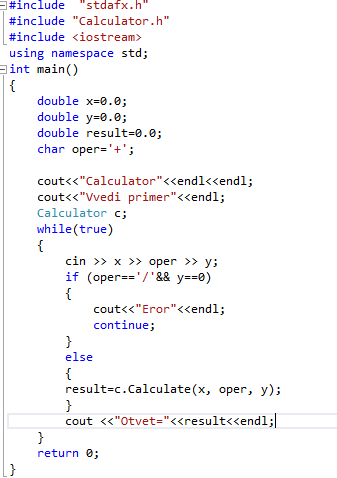 #include  "stdafx.h"
#include "Calculator.h"
#include <iostream>
using namespace std;
int main()
{
    double x=0.0;
    double y=0.0;
    double result=0.0;
    char oper='+';

    cout<<"Calculator"<<endl<<endl;
    cout<<"Vvedi primer"<<endl;
    Calculator c;
    while(true)
    {
        cin >> x >> oper >> y;
        if (oper=='/'&& y==0)
        {
            cout<<"Eror"<<endl;
            continue;
        }
        else
        {
        result=c.Calculate(x, oper, y);
        }
        cout <<"Otvet="<<result<<endl;
    }
    return 0;
}